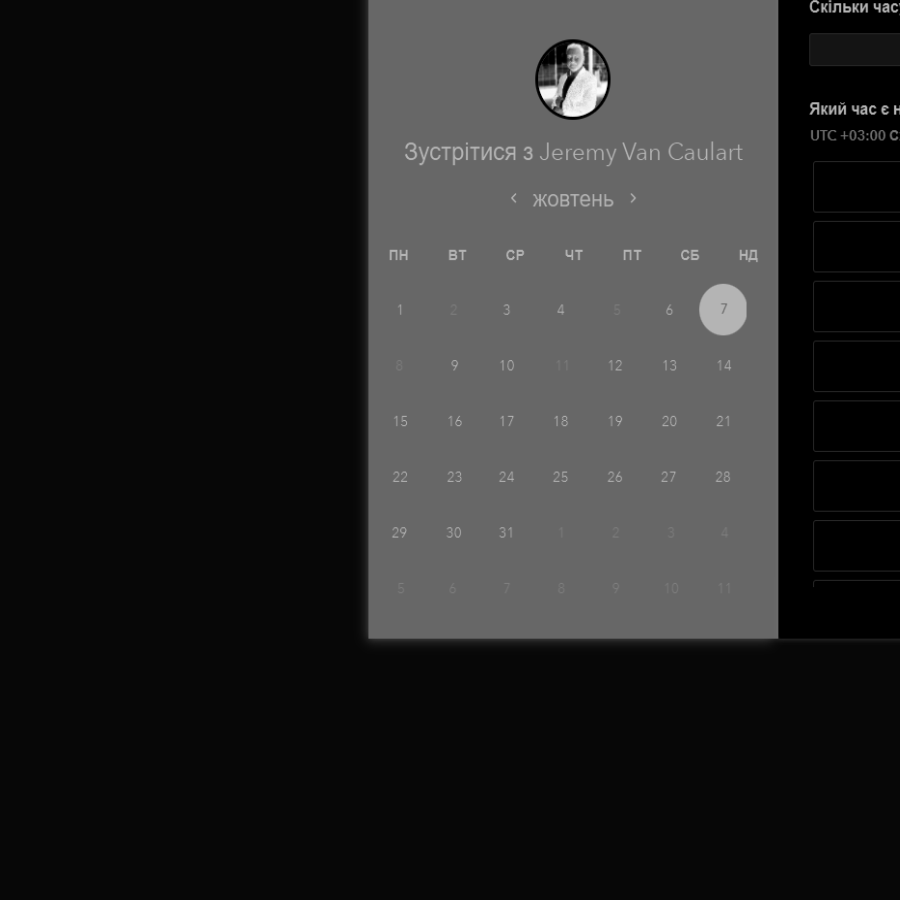 Скільки час
Який час є
UTC +03:00
Зустрітися з Jeremy Van Caulart
< жовтень >
ПН ВТ СР ЧТ ПТ СБ НД
1 2 3 4 5 6 7
8 9 10 11 12 13 14
15 16 17 18 19 20 21
22 23 24 25 26 27 28
29 30 31 1 2 3 4
5 6 7 8 9 10 11